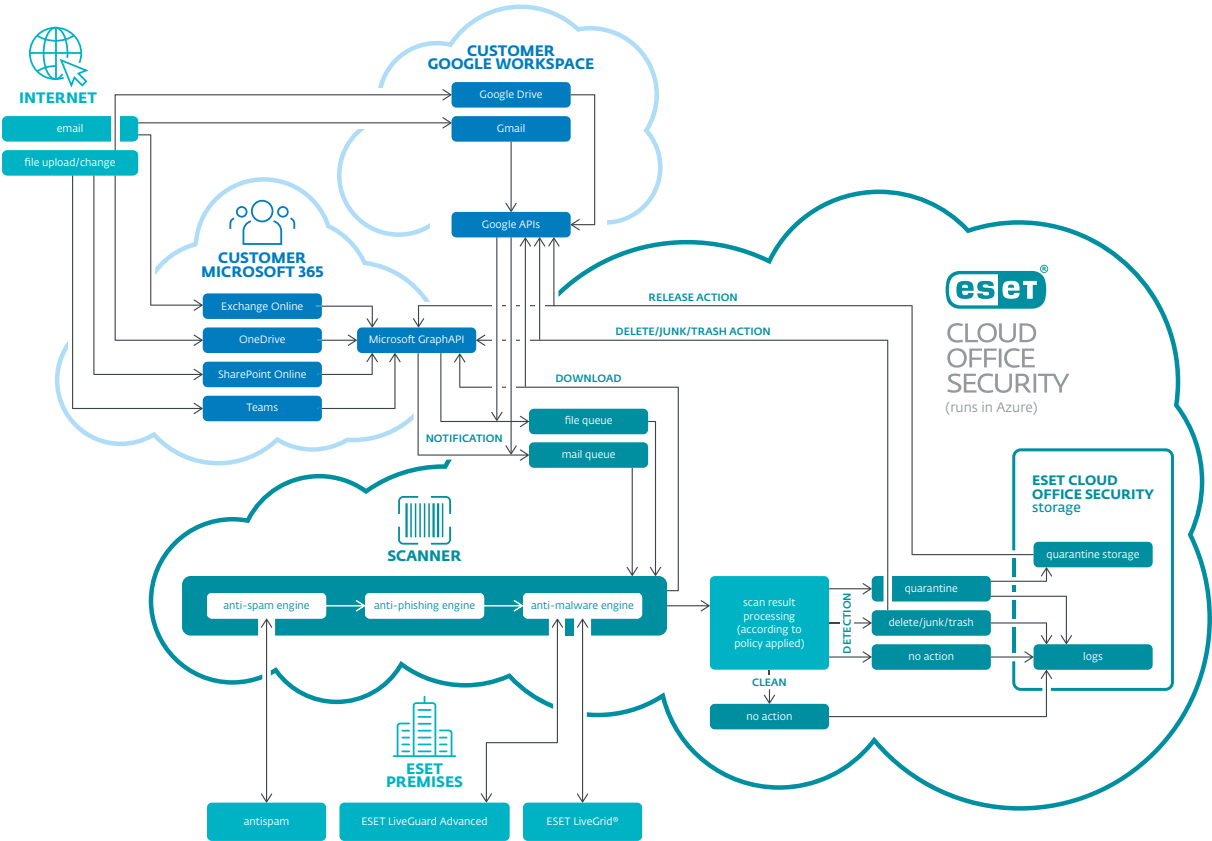 INTERNET
email
file upload/change
CUSTOMER
GOOGLE WORKSPACE
Google Drive
Gmail
Google APIs
CUSTOMER
MICROSOFT 365
Exchange Online
OneDrive
SharePoint Online
Teams
Microsoft GraphAPI
RELEASE ACTION
DELETE/JUNK/TRASH ACTION
DOWNLOAD
NOTIFICATION
file queue
mail queue
eset®
CLOUD
OFFICE
SECURITY
(runs in Azure)
ESET CLOUD
OFFICE SECURITY
storage
quarantine storage
logs
SCANNER
anti-spam engine
anti-phishing engine
anti-malware engine
scan result
processing
(according to
policy applied)
DETECTION
quarantine
delete/junk/trash
no action
CLEAN
no action
ESET
PREMISES
antispam
ESET LiveGuard Advanced
ESET LiveGrid®